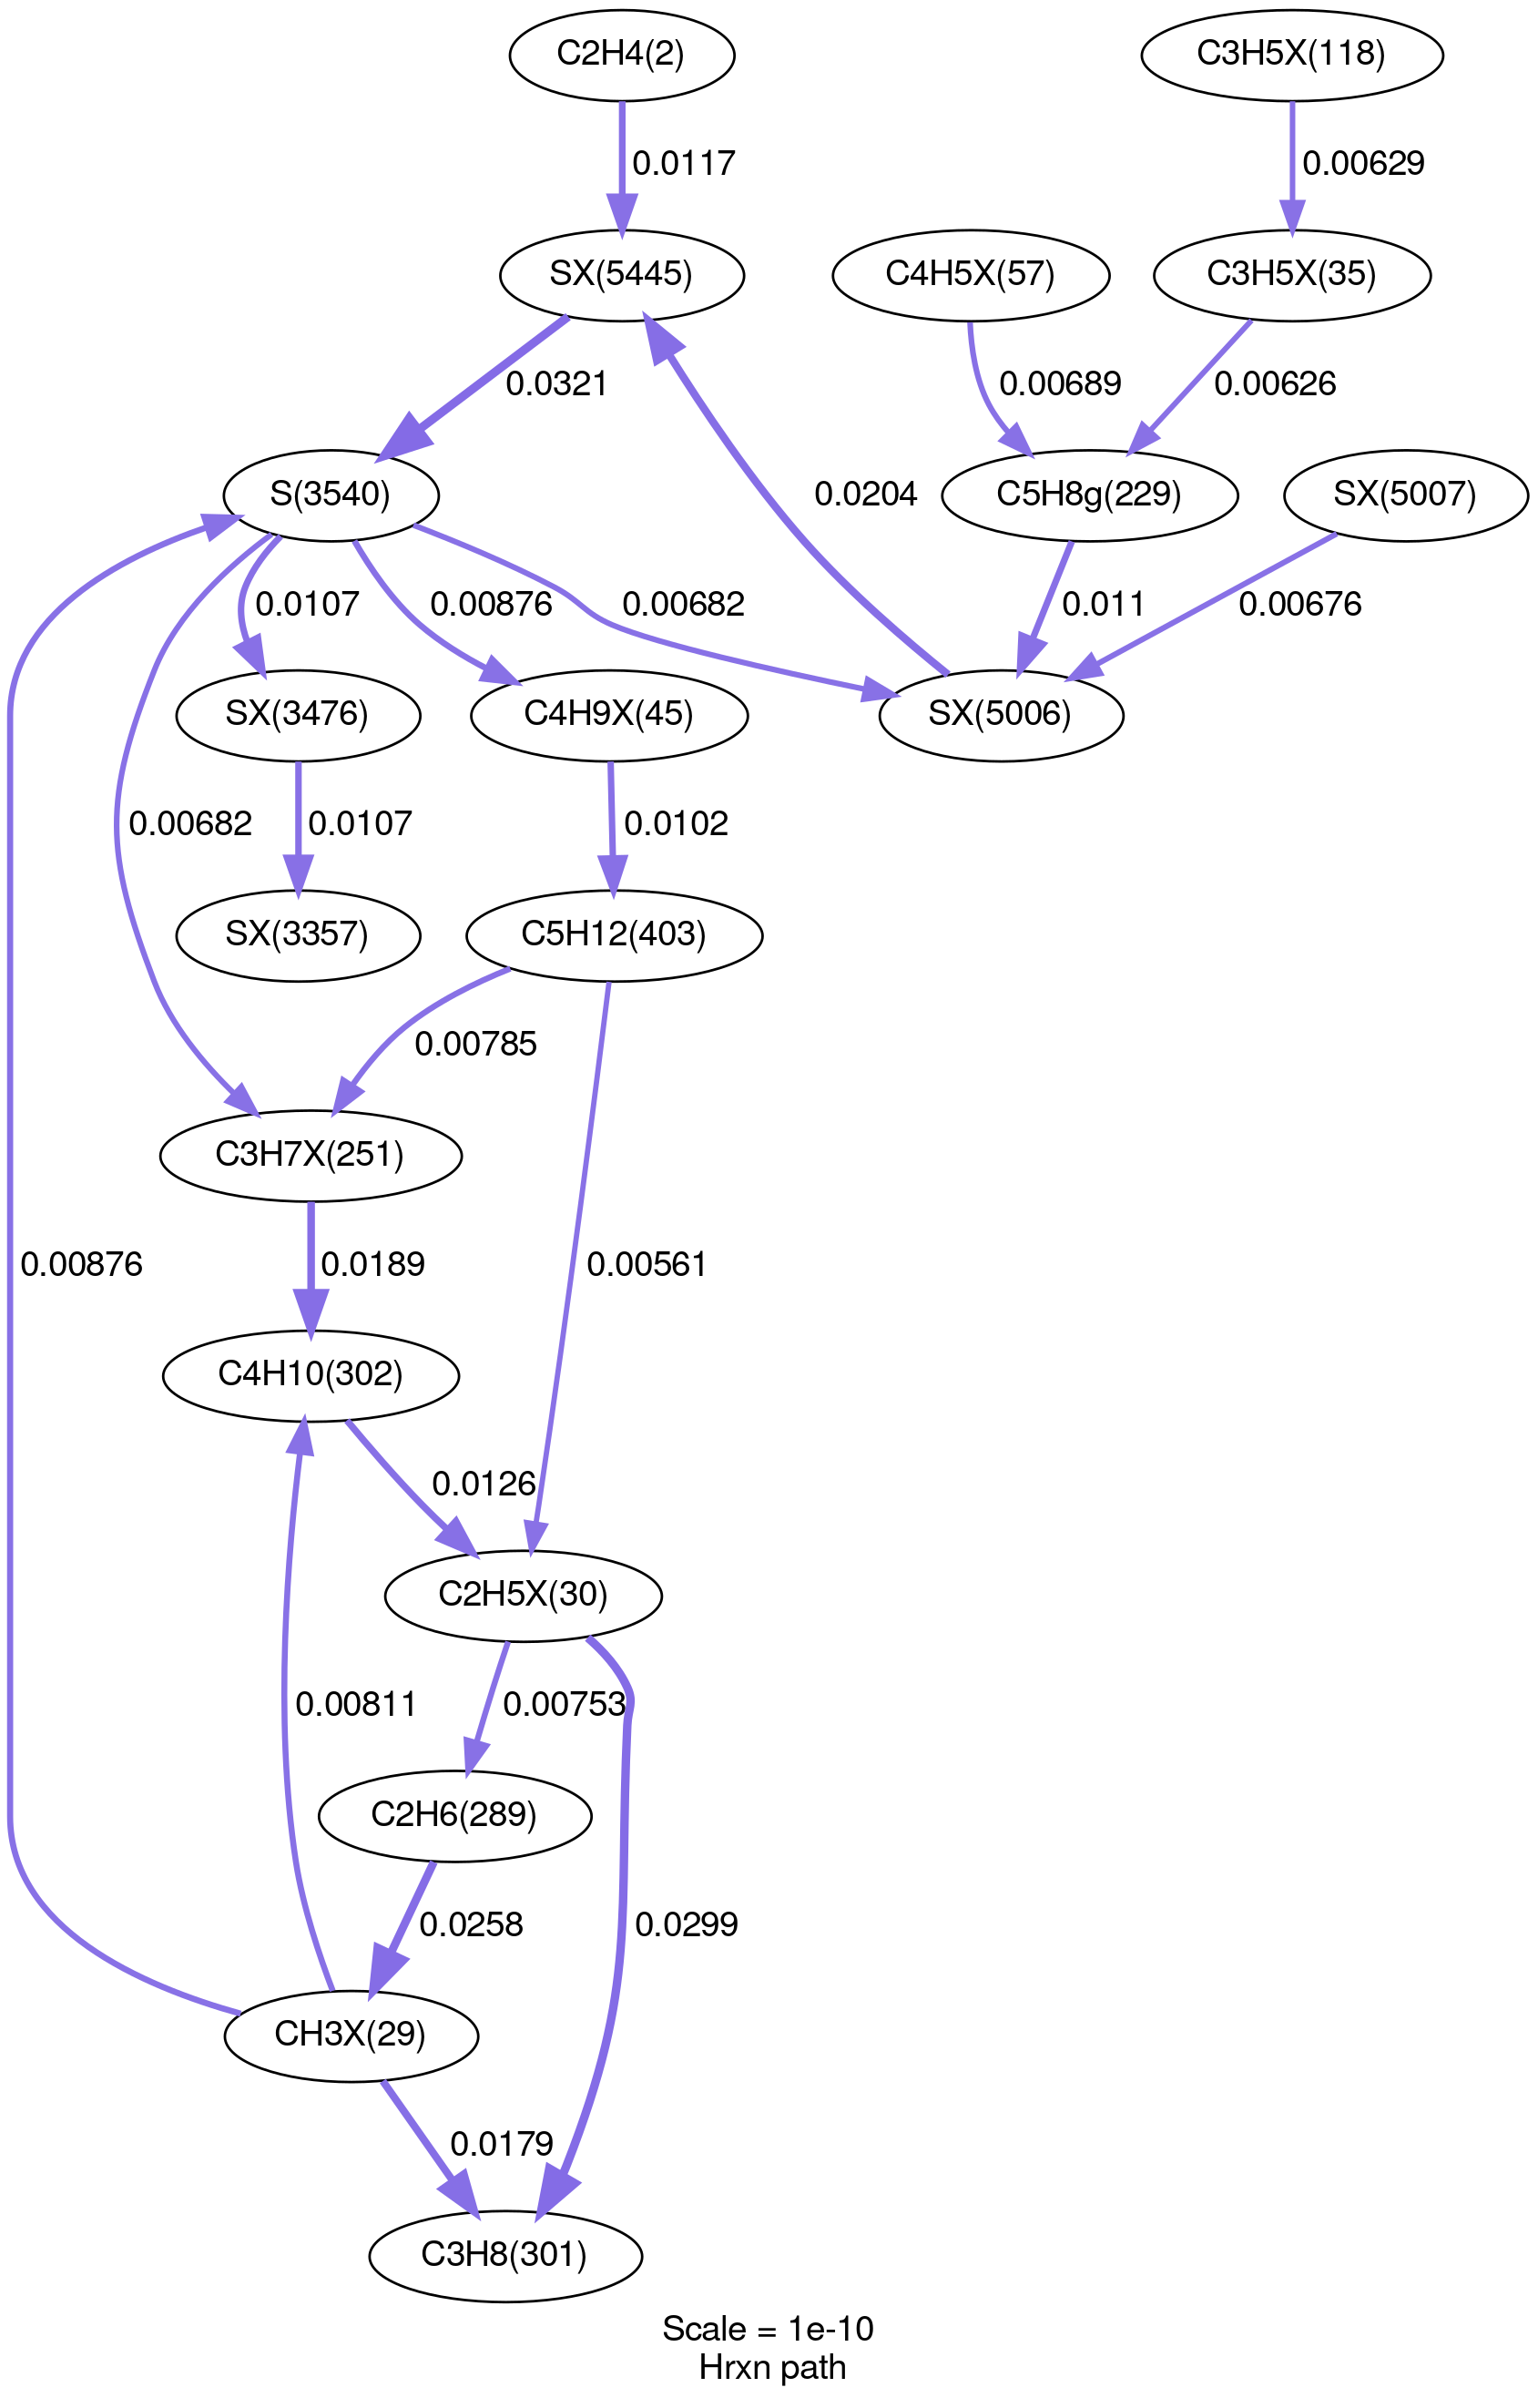 C2H4(2)
C3H5X(118)
0.0117
0.00629
SX(5445)
C4H5X(57)
C3H5X(35)
0.0321
0.00689
0.00626
S(3540)
0.0204
C5H8g(229)
SX(5007)
0.0107
0.00876
0.00682
0.011
0.00676
SX(3476)
C4H9X(45)
SX(5006)
0.00682
0.0107
0.0102
SX(3357)
C5H12(403)
0.00785
C3H7X(251)
0.00876
0.0189
0.00561
C4H10(302)
0.0126
C2H5X(30)
0.00811
0.00753
C2H6(289)
0.0258
0.0299
CH3X(29)
0.0179
C3H8(301)
Scale = 1e-10
Hrxn path